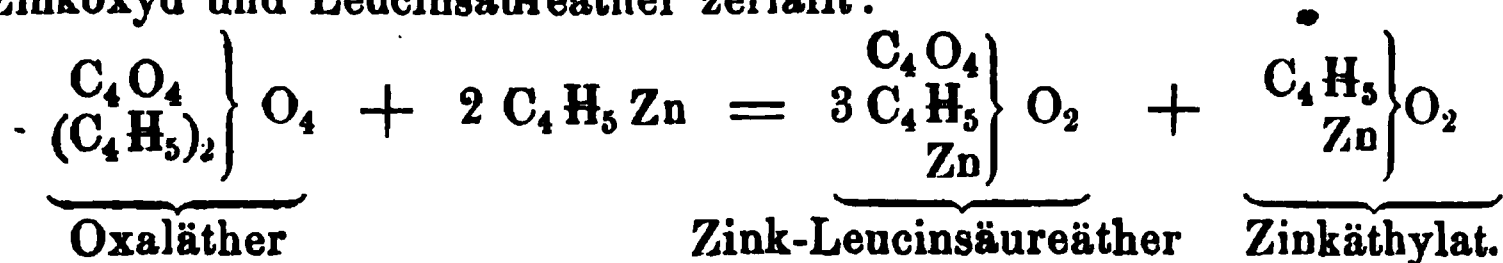 Zinkoxyd und Leucinsäureäther zerfällt:
C₄O₄
(C₄H₅)₂} O₄ + 2 C₄H₅Zn = C₄O₄
3 C₄H₅
Zn} O₂ + C₄H₅
Zn} O₂
Oxaläther Zink-Leucinsäureäther Zinkäthylat.